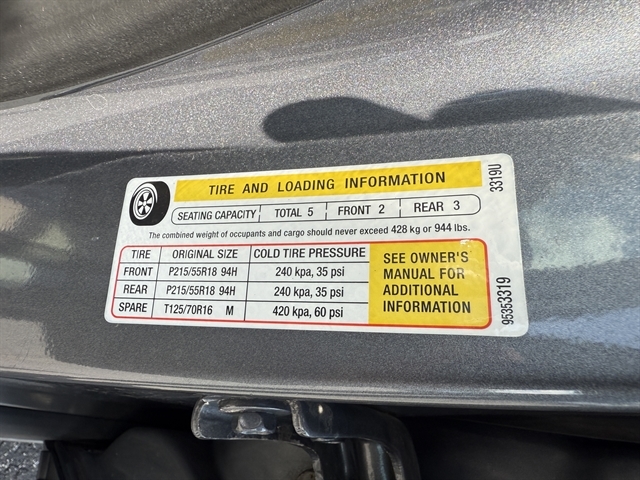 TIRE AND LOADING INFORMATION
SEATING CAPACITY TOTAL 5 FRONT 2 REAR 3
The combined weight of occupants and cargo should never exceed 428 kg or 944 lbs.
TIRE ORIGINAL SIZE COLD TIRE PRESSURE
FRONT P215/55R18 94H 240 kpa, 35 psi
REAR P215/55R18 94H 240 kpa, 35 psi
SPARE T125/70R16 M 420 kpa, 60 psi
SEE OWNER'S
MANUAL FOR
ADDITIONAL
INFORMATION
3319U
95353319